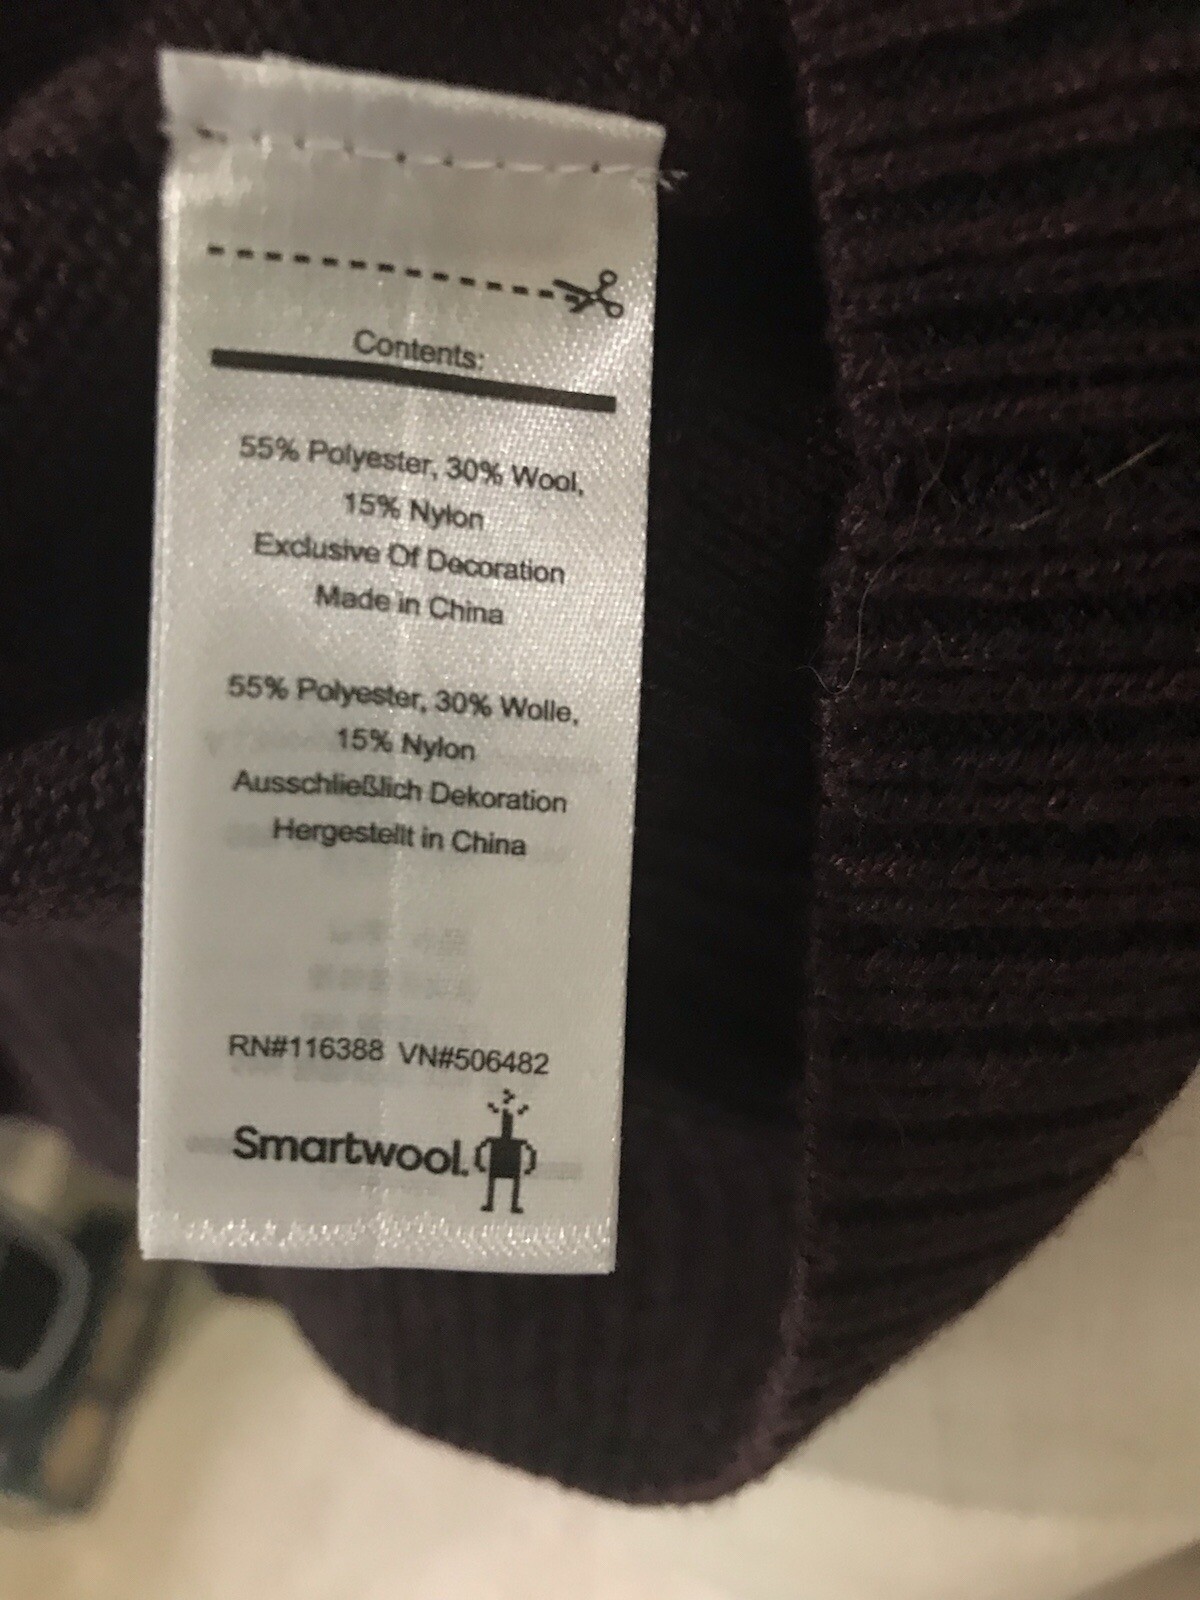 Contents:
55% Polyester, 30% Wool,
15% Nylon
Exclusive Of Decoration
Made in China
55% Polyester, 30% Wolle,
15% Nylon
Ausschließlich Dekoration
Hergestellt in China
RN#116388 VN#506482
Smartwool.